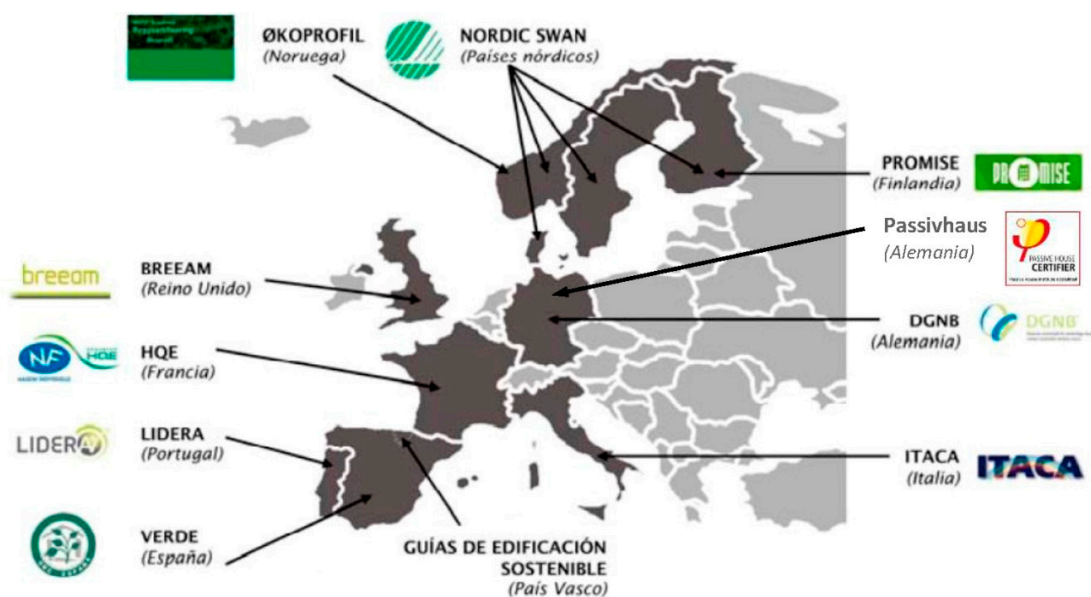 ØKOPROFIL
(Noruega)
NORDIC SWAN
(Países nórdicos)
PROMISE
(Finlandia)
PROMISE
Passivhaus
(Alemania)
PASSIVE HOUSE
CERTIFIER
breeam
BREEAM
(Reino Unido)
DGNB
(Alemania)
DGNB
NF
HQE
HQE
(Francia)
LIDERA
LIDERA
(Portugal)
ITACA
(Italia)
ITACA
VERDE
(España)
GUÍAS DE EDIFICACIÓN
SOSTENIBLE
(País Vasco)